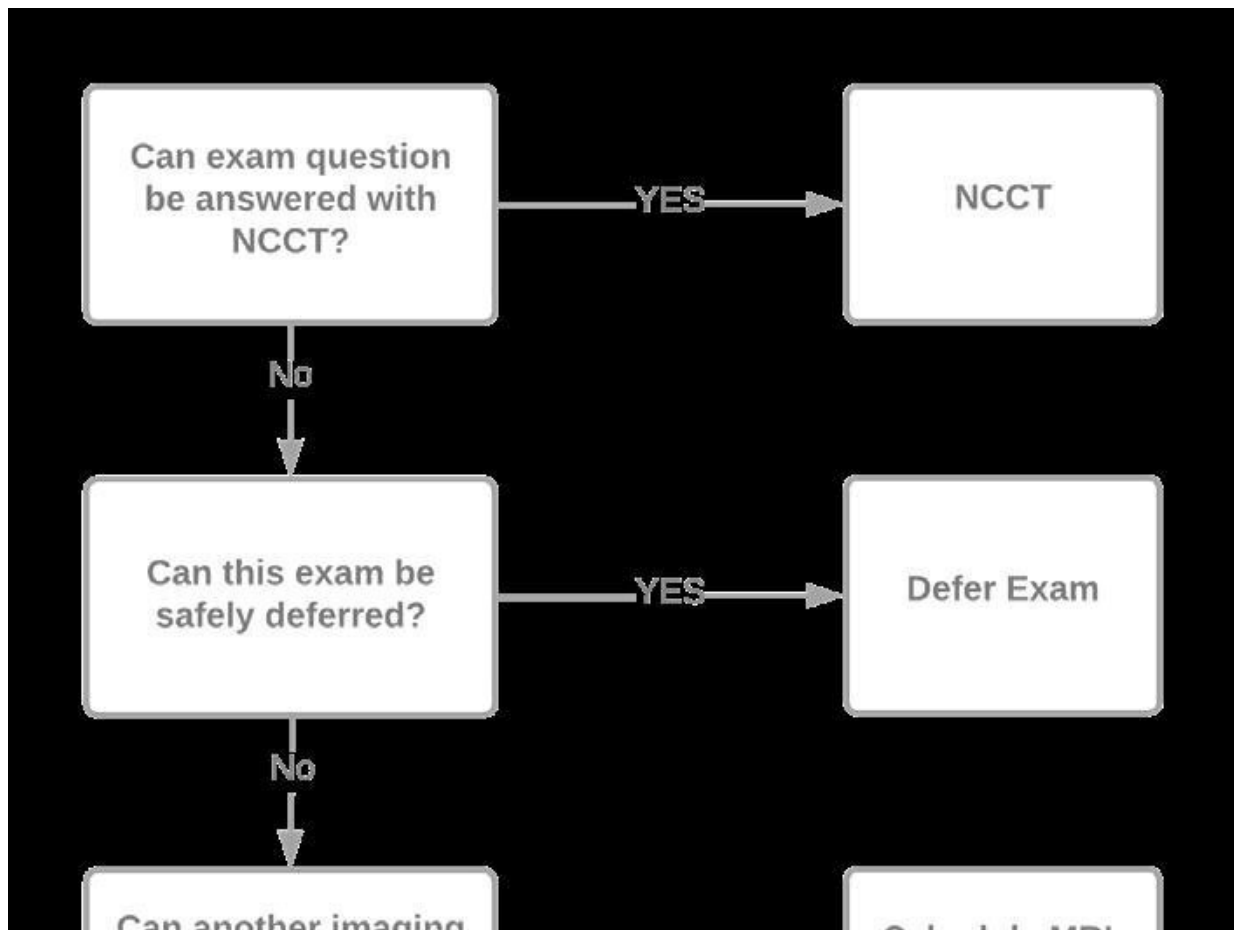 Can exam question
be answered with
NCCT?
YES
NCCT
No
Can this exam be
safely deferred?
YES
Defer Exam
No
Can another imaging